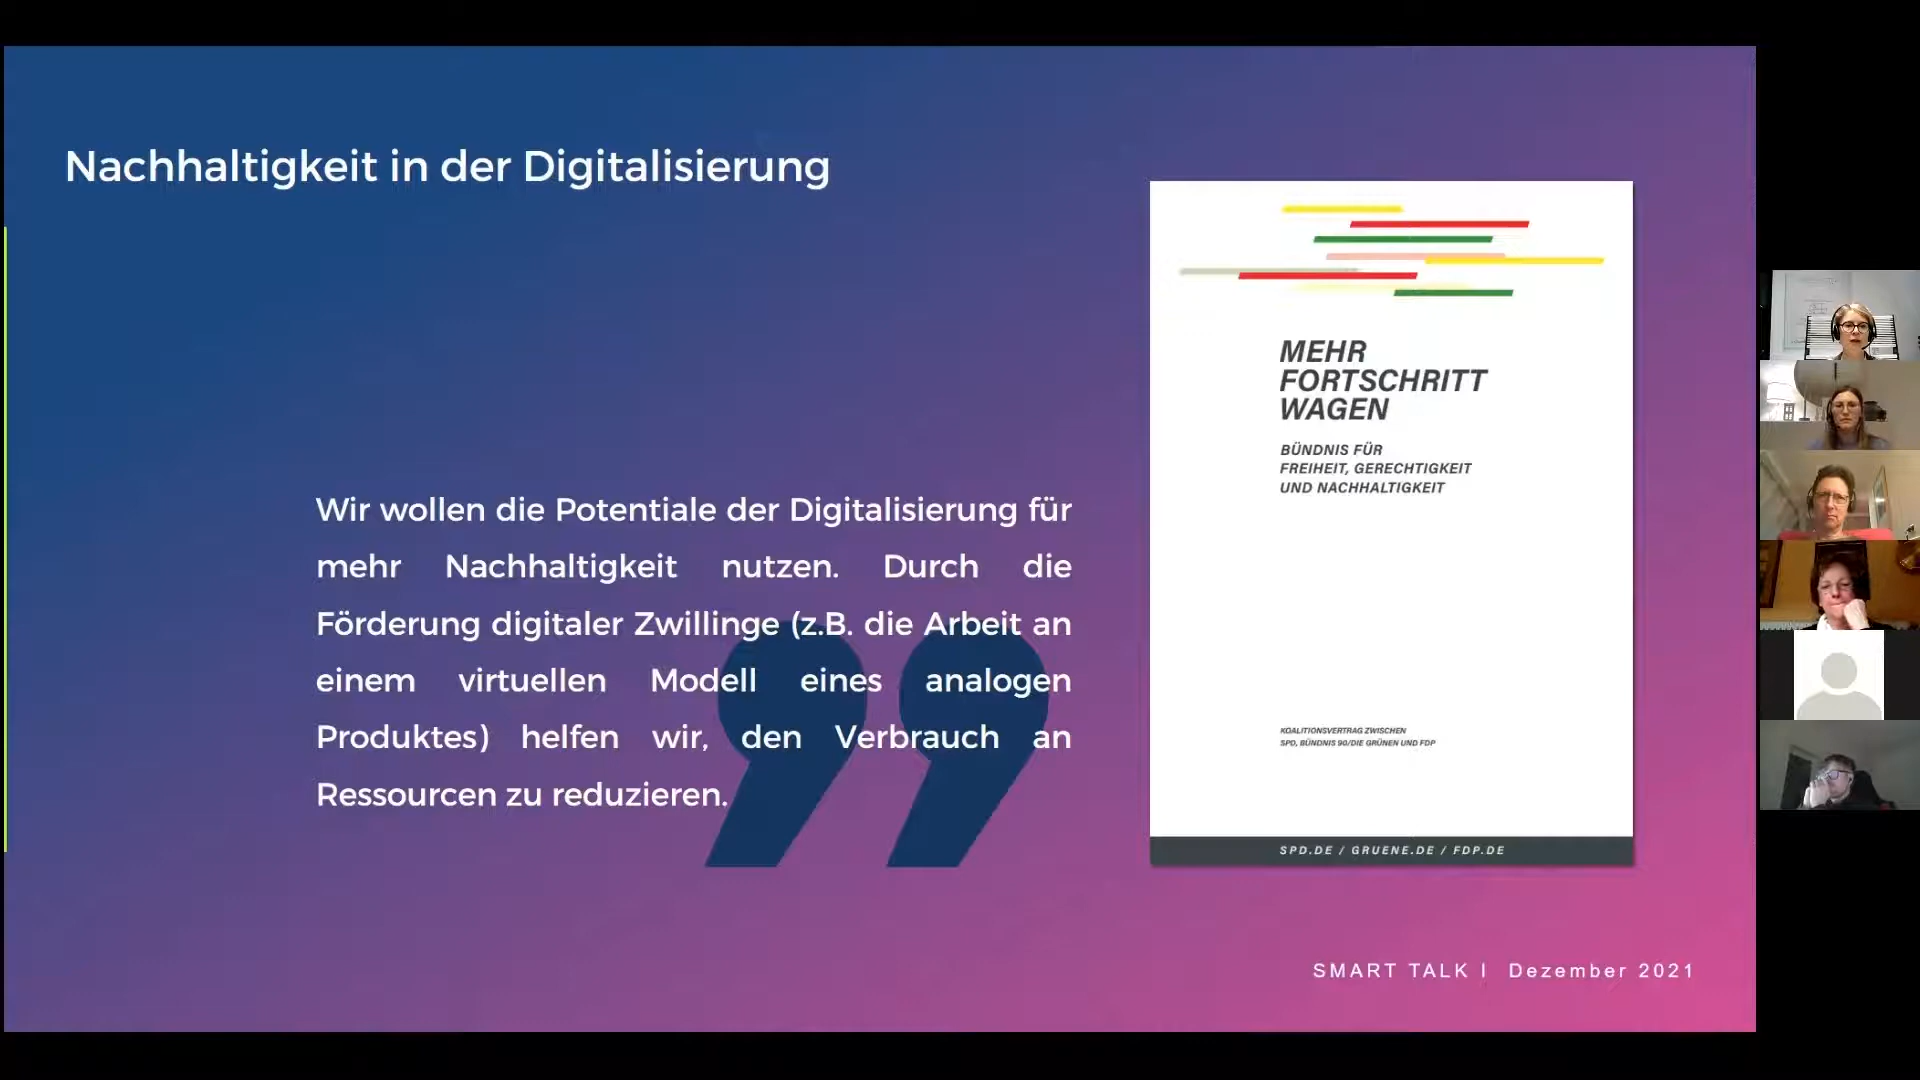 Nachhaltigkeit in der Digitalisierung
Wir wollen die Potentiale der Digitalisierung für
mehr Nachhaltigkeit nutzen. Durch die
Förderung digitaler Zwillinge (z.B. die Arbeit an
einem virtuellen Modell eines analogen
Produktes) helfen wir, den Verbrauch an
Ressourcen zu reduzieren.
MEHR
FORTSCHRITT
WAGEN
BÜNDNIS FÜR
FREIHEIT, GERECHTIGKEIT
UND NACHHALTIGKEIT
KOALITIONSVERTRAG ZWISCHEN
SPD, BÜNDNIS 90/DIE GRÜNEN UND FDP
SPD.DE / GRUENE.DE / FDP.DE
SMART TALK I Dezember 2021